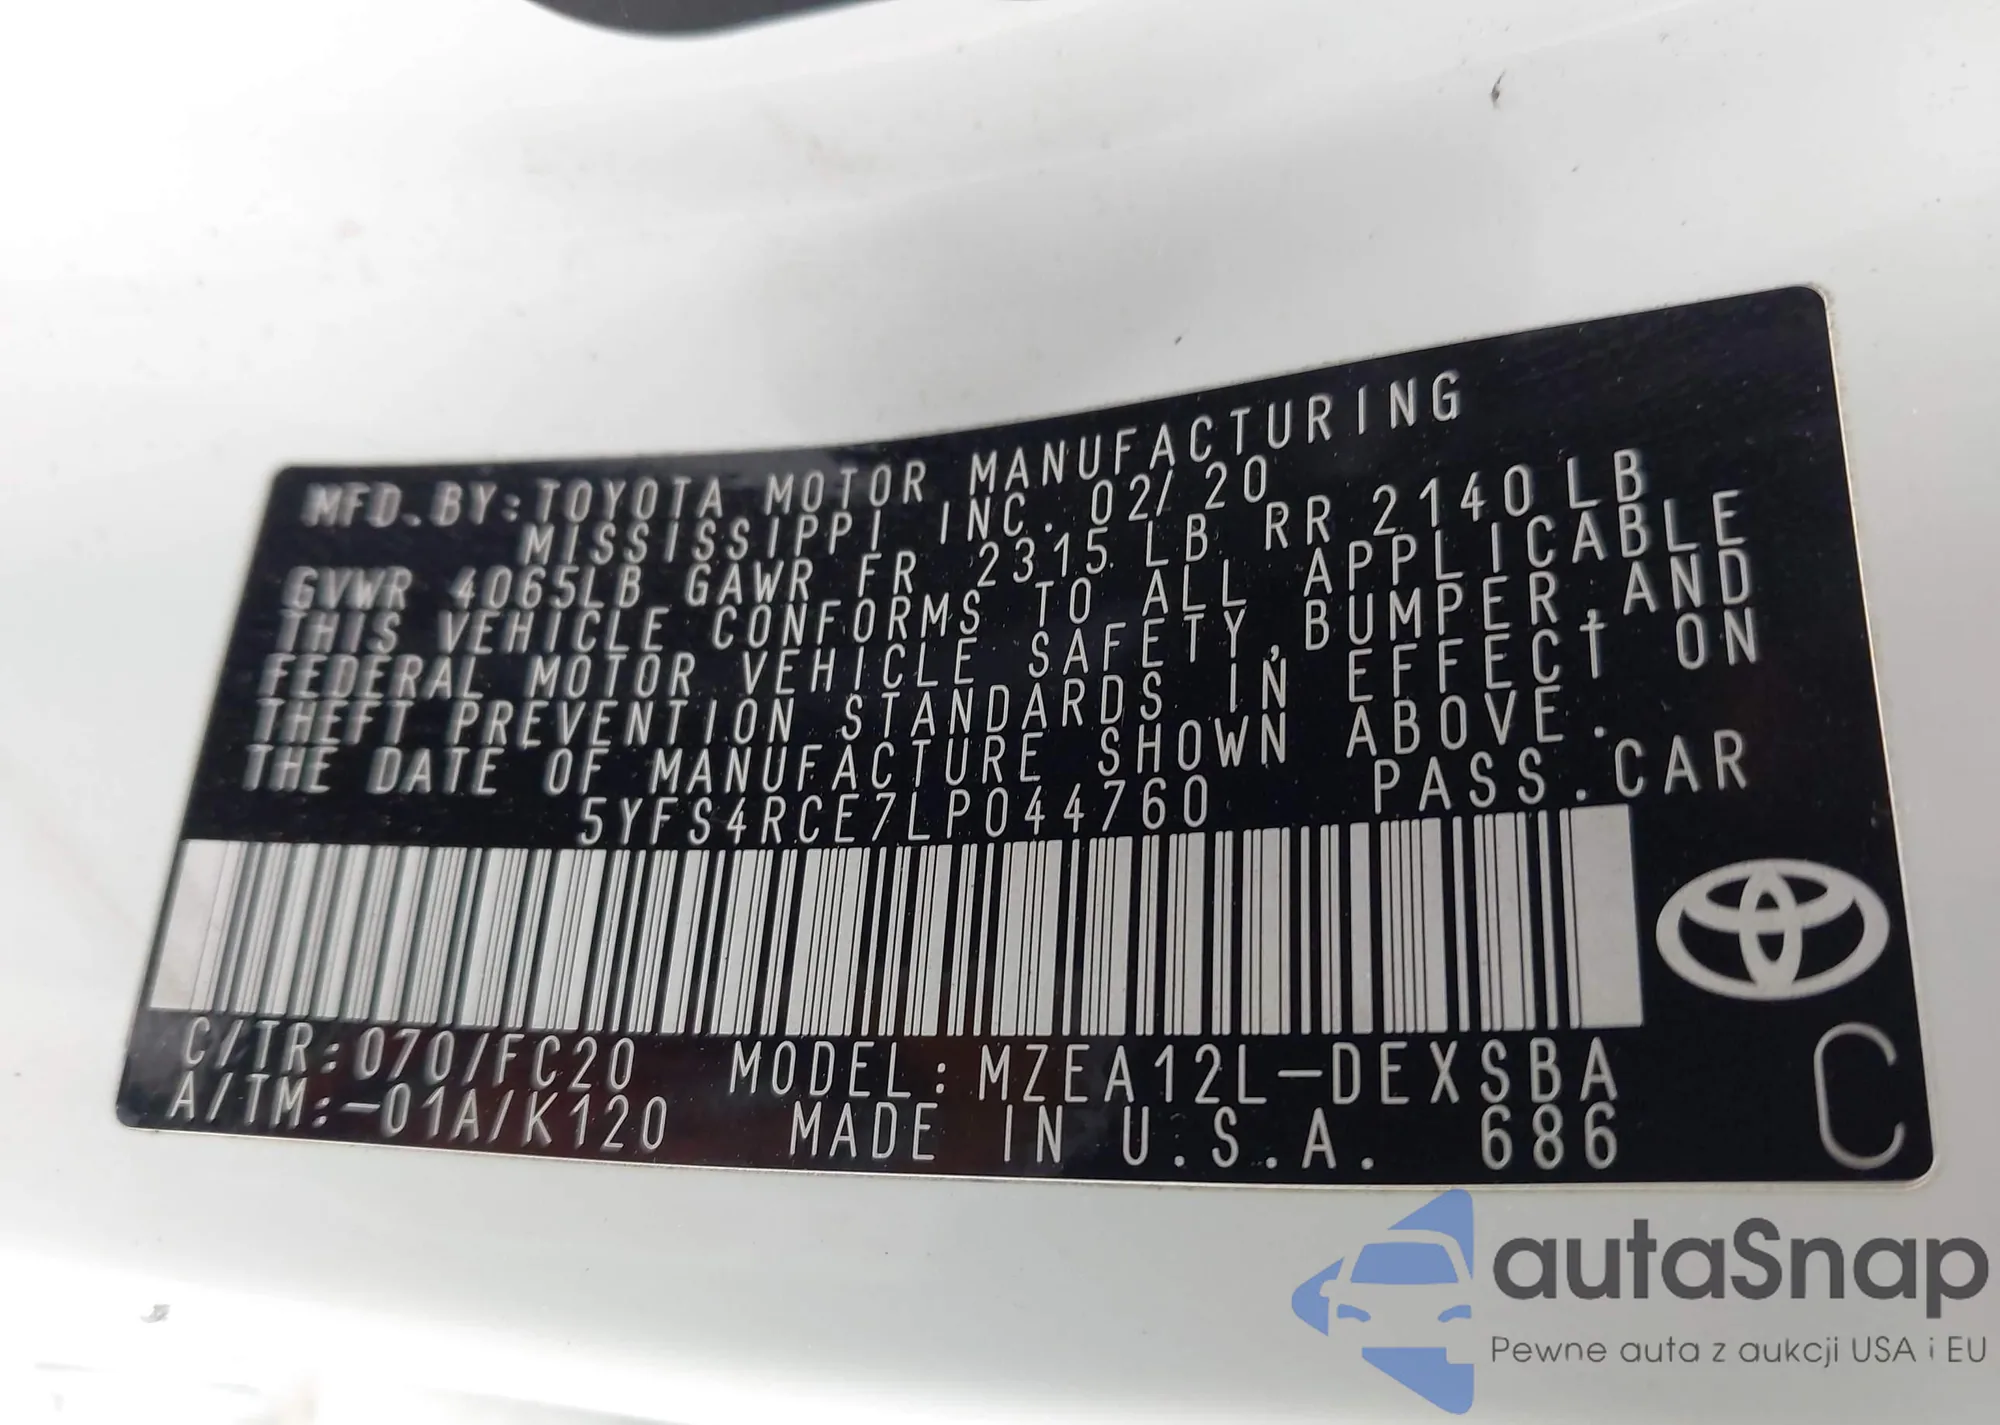 MFD.BY:TOYOTA MOTOR MANUFACTURING
MISSISSIPPI INC. 02/20
GVWR 4065LB GAWR FR 2315 LB RR 2140LB
THIS VEHICLE CONFORMS TO ALL APPLICABLE
FEDERAL MOTOR VEHICLE SAFETY,BUMPER,AND
THEFT PREVENTION STANDARDS IN EFFECT ON
THE DATE OF MANUFACTURE SHOWN ABOVE.
5YFS4RCE7LP044760 PASS.CAR
C/TR:070/FC20 MODEL:MZEA12L-DEXSBA
A/TM:-01A/K120 MADE IN U.S.A. 686
C
autaSnap
Pewne auta z aukcji USA i EU